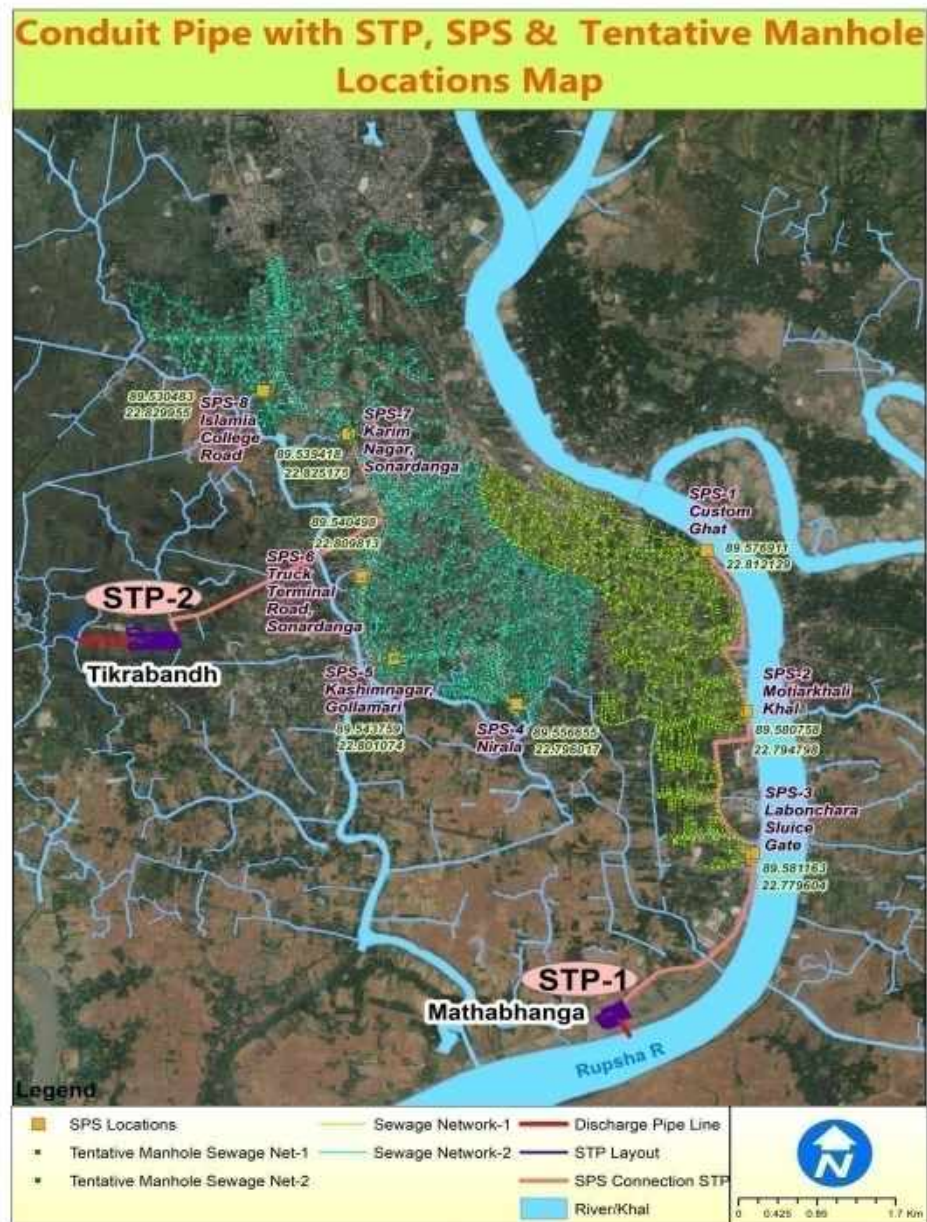 Conduit Pipe with STP, SPS & Tentative Manhole
Locations Map
89.530483
22.829955
SPS-8
Islamia
College
Road
SPS-7
Karim
Nagar,
Sonardanga
89.539418
22.825175
89.540498
22.809813
SPS-6
Truck
Terminal
Road,
Sonardanga
SPS-1
Custom
Ghat
89.576911
22.812129
STP-2
Tikrabandh
SPS-5
Kashimnagar,
Gollamari
89.543759
22.801074
SPS-4
Nirala
89.556655
22.796017
SPS-2
Motiarkhali
Khal
89.580758
22.794798
SPS-3
Labonchara
Sluice
Gate
89.581163
22.779604
STP-1
Mathabhanga
Rupsha R
Legend
SPS Locations
Tentative Manhole Sewage Net-1
Tentative Manhole Sewage Net-2
Sewage Network-1
Sewage Network-2
Discharge Pipe Line
STP Layout
SPS Connection STP
River/Khal
N
0 0.425 0.85 1.7 Km